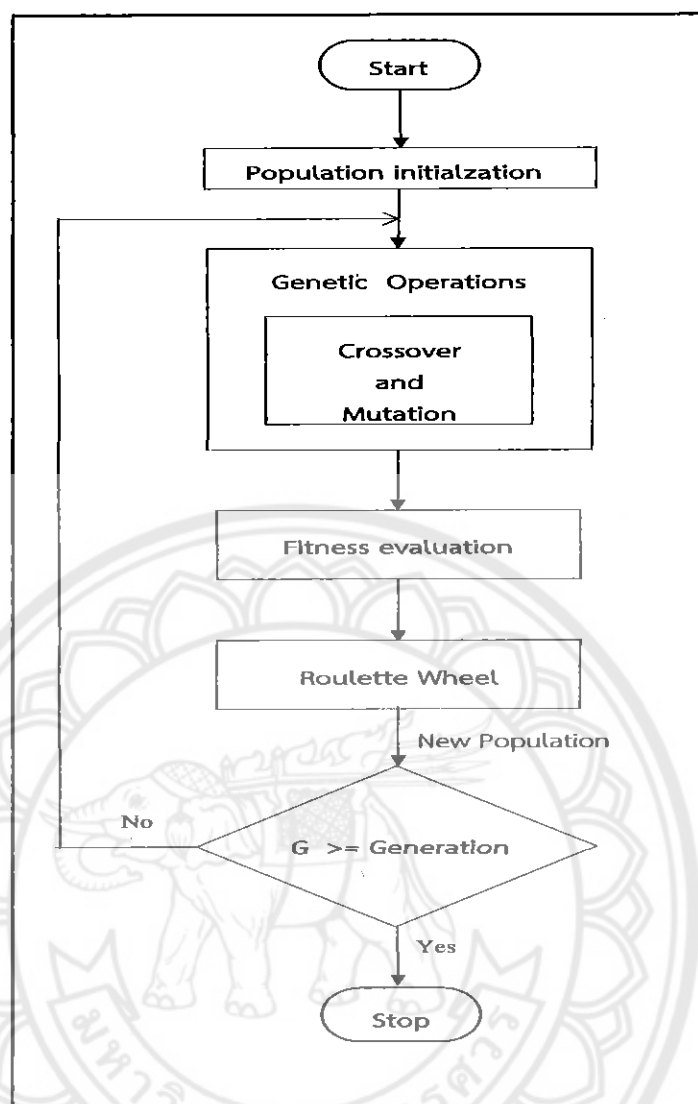 Start
Population initialzation
Genetic Operations
Crossover
and
Mutation
Fitness evaluation
Roulette Wheel
New Population
G >= Generation
No
Yes
Stop